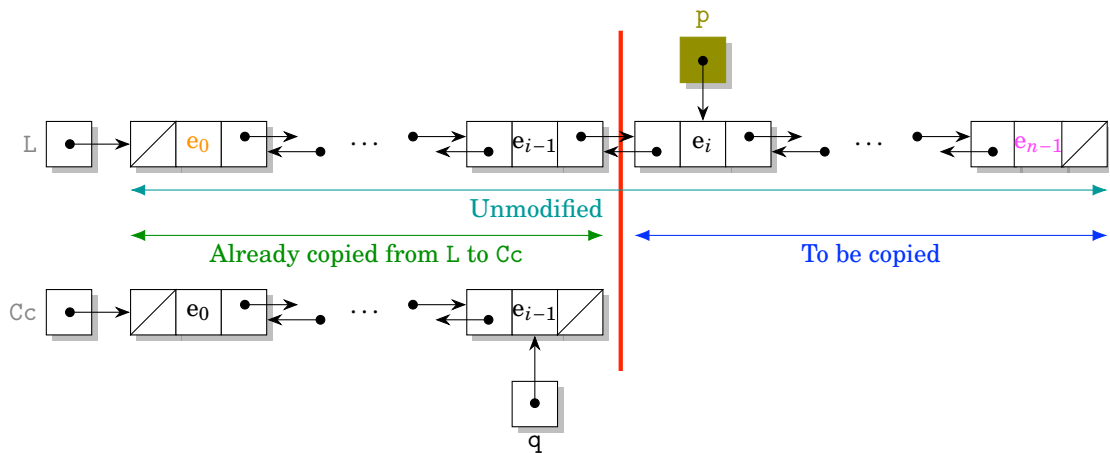 p
L e₀ ··· eᵢ₋₁ eᵢ ··· eₙ₋₁
Unmodified
Already copied from L to Cc To be copied
Cc e₀ ··· eᵢ₋₁
q